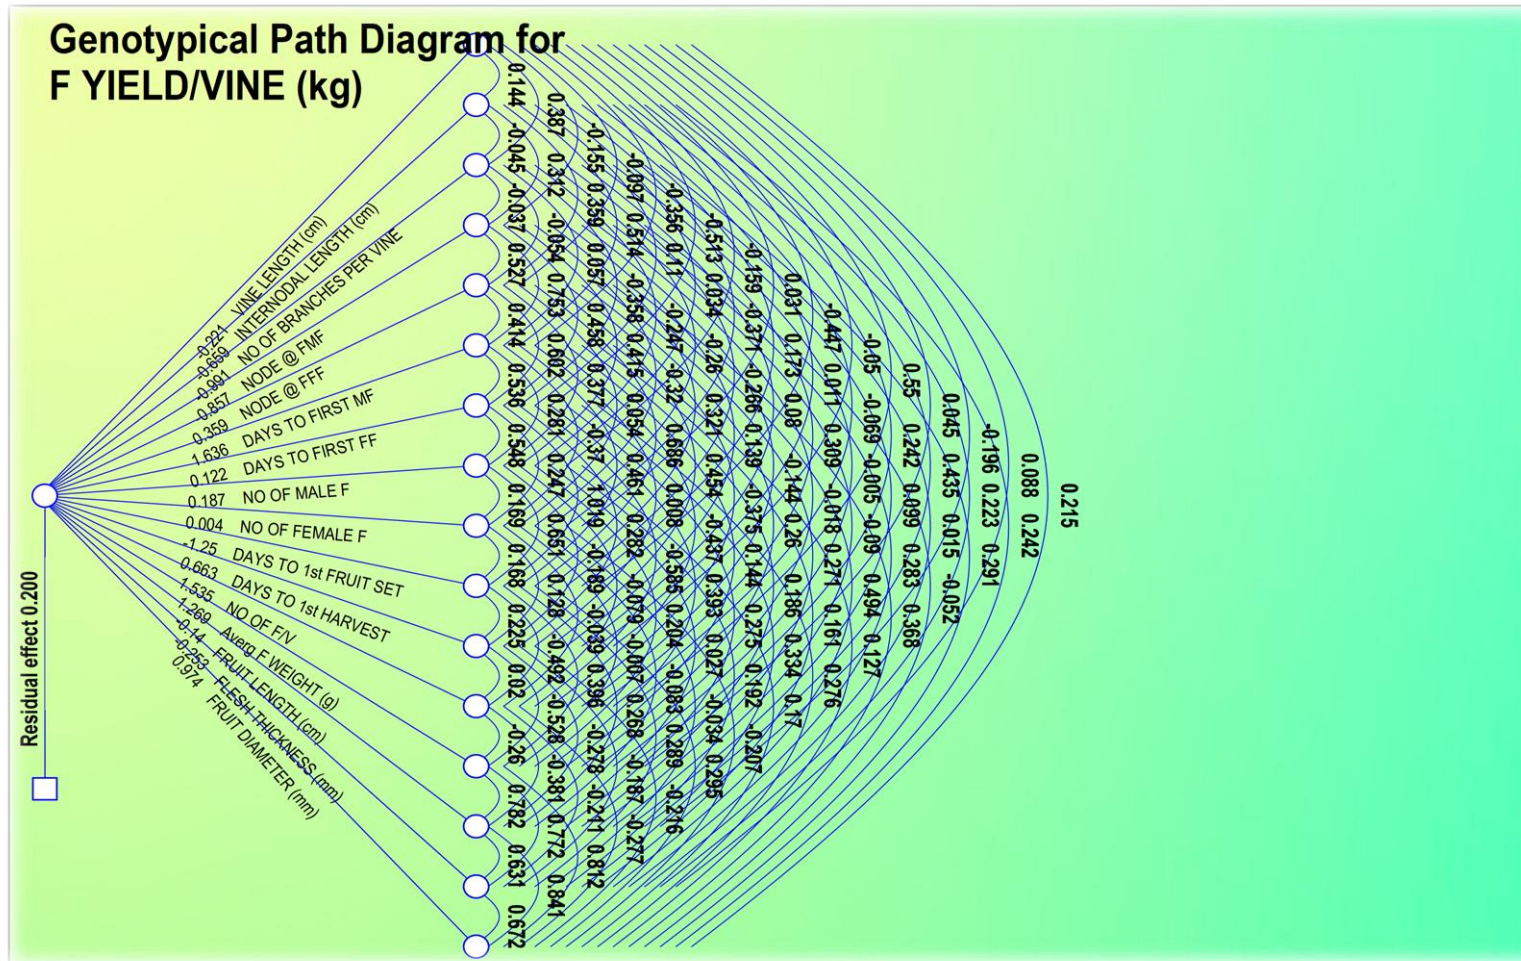 Genotypical Path Diagram for
F YIELD/VINE (kg)
-0.221 VINE LENGTH (cm)
-0.659 INTERNODAL LENGTH (cm)
-0.991 NO OF BRANCHES PER VINE
0.857 NODE @ FMF
0.359 NODE @ FFF
1.636 DAYS TO FIRST MF
0.122 DAYS TO FIRST FF
0.187 NO OF MALE F
0.004 NO OF FEMALE F
-1.25 DAYS TO 1st FRUIT SET
0.663 DAYS TO 1st HARVEST
1.535 NO OF F/V
1.269 Averg F WEIGHT (g)
-0.14 FRUIT LENGTH (cm)
-0.253 FLESH THICKNESS (mm)
0.974 FRUIT DIAMETER (mm)
Residual effect 0.200
0.144 -0.045 -0.037 0.527 0.414 0.536 0.548 0.169 0.168 0.225 0.02 -0.26 0.782 0.631 0.672
0.387 0.312 -0.054 0.753 0.602 0.281 0.247 0.651 0.128 -0.492 -0.528 -0.381 0.772 0.841
-0.155 0.359 0.057 0.458 0.377 -0.37 1.019 -0.189 -0.039 0.396 -0.278 -0.211 0.812
-0.097 0.514 -0.358 0.415 0.054 0.461 0.282 -0.079 -0.007 0.268 -0.187 -0.277
-0.356 0.11 -0.247 -0.32 0.686 0.008 -0.585 0.204 -0.083 0.289 -0.216
-0.513 0.034 -0.26 0.321 0.454 -0.437 0.393 0.027 -0.034 0.295
-0.159 -0.371 -0.266 0.139 -0.375 0.144 0.275 0.192 -0.207
0.031 0.173 0.08 -0.144 0.26 0.186 0.334 0.17
-0.447 0.011 0.309 -0.018 0.271 0.161 0.276
-0.05 -0.069 -0.005 -0.09 0.494 0.127
0.55 0.242 0.099 0.283 0.368
0.045 0.435 0.015 -0.052
-0.196 0.223 0.291
0.088 0.242
0.215